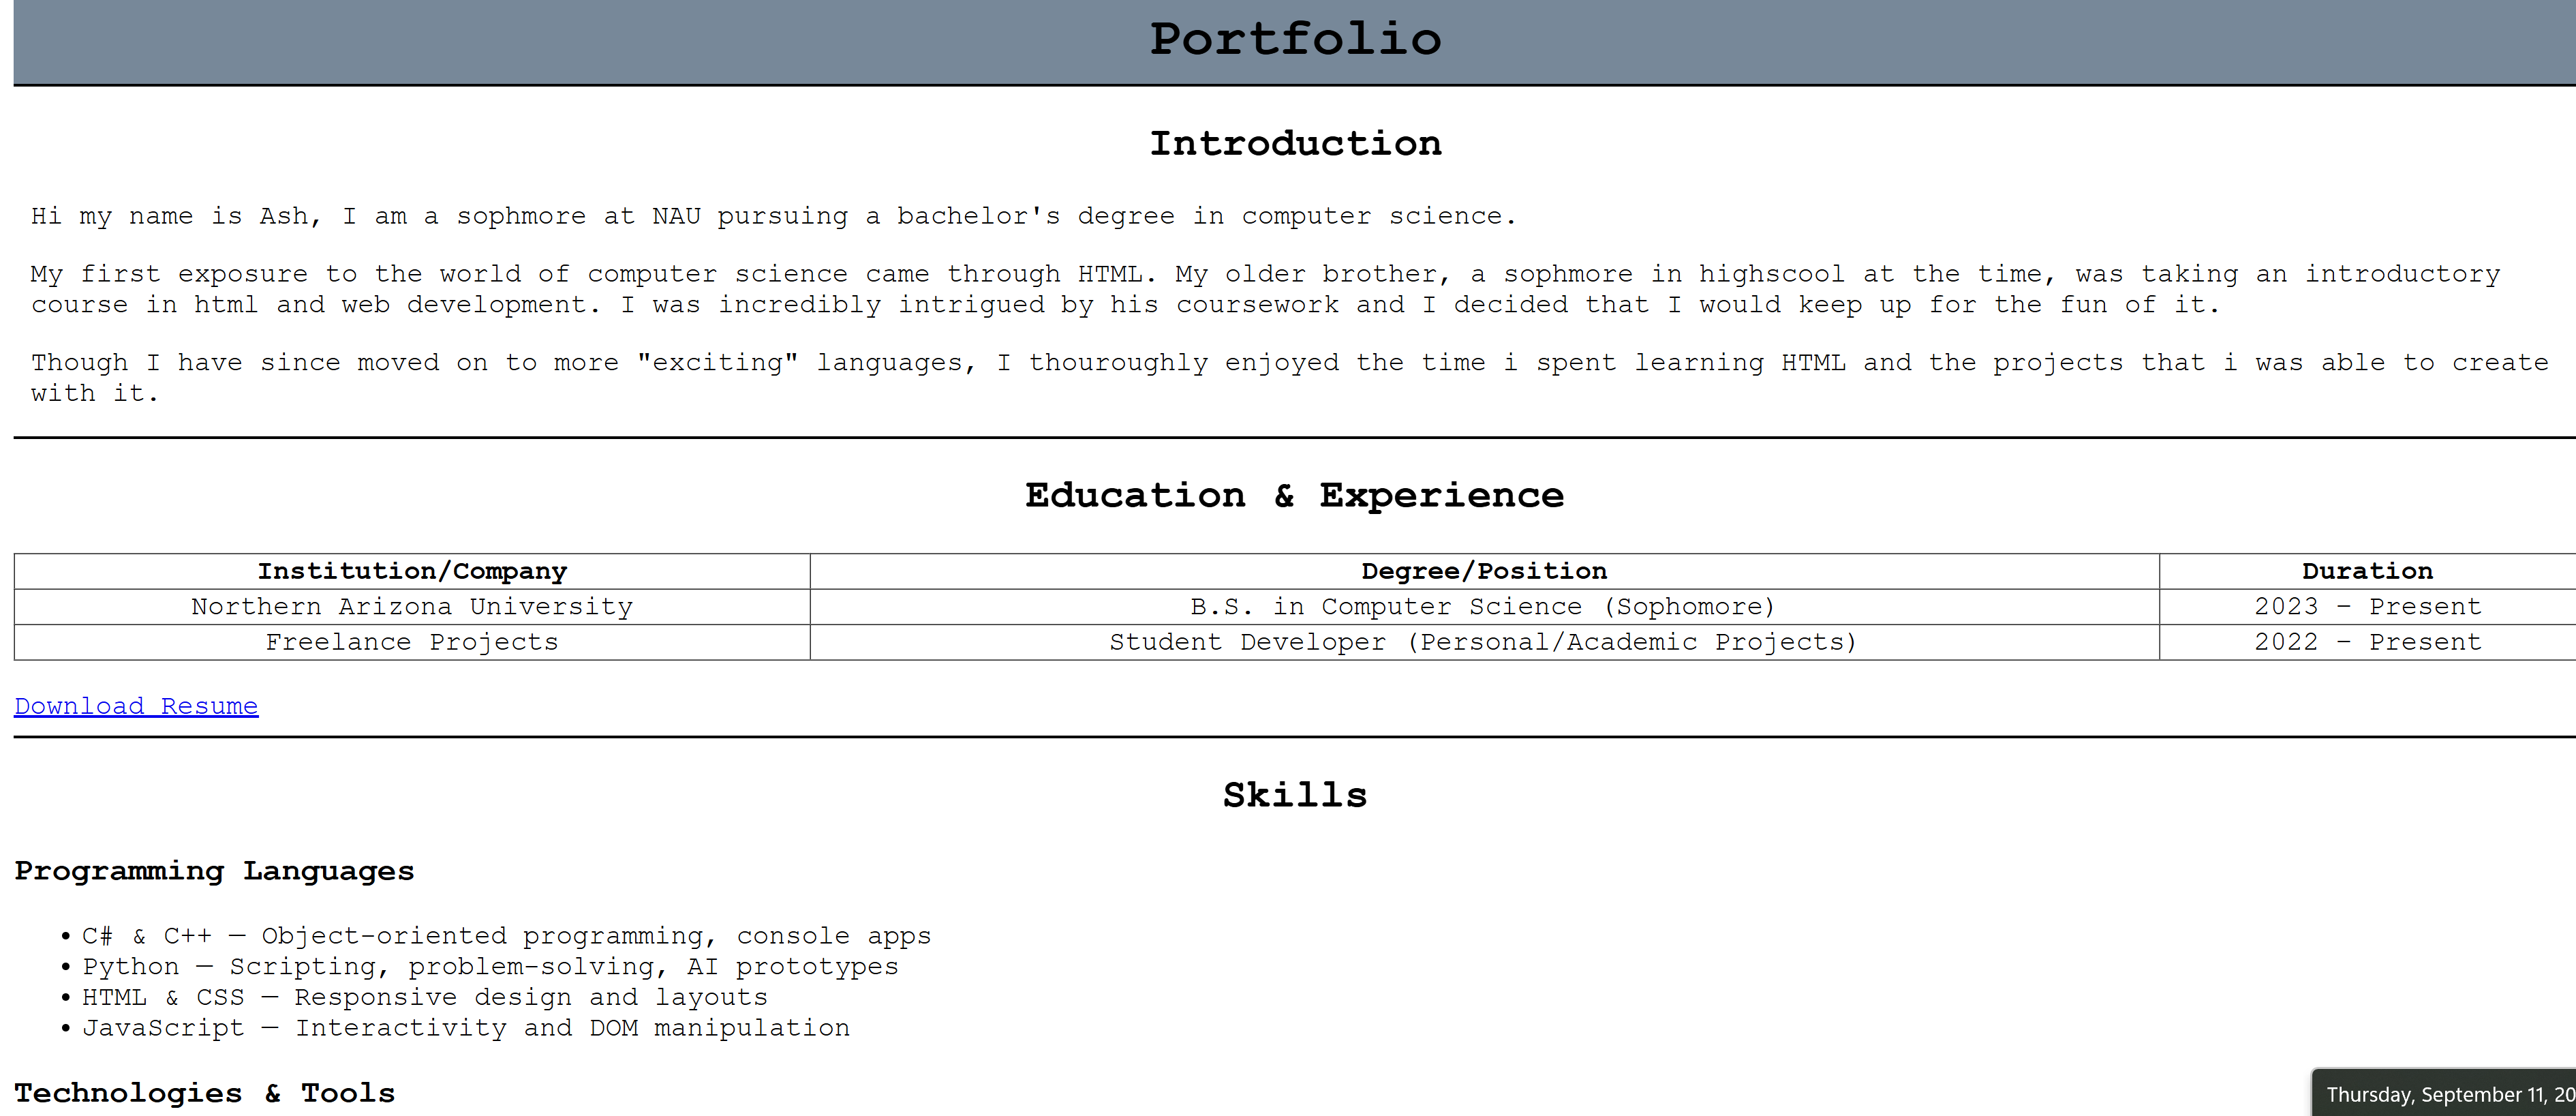 Portfolio
Introduction
Hi my name is Ash, I am a sophmore at NAU pursuing a bachelor's degree in computer science.
My first exposure to the world of computer science came through HTML. My older brother, a sophmore in highscool at the time, was taking an introductory
course in html and web development. I was incredibly intrigued by his coursework and I decided that I would keep up for the fun of it.
Though I have since moved on to more "exciting" languages, I thouroughly enjoyed the time i spent learning HTML and the projects that i was able to create
with it.
Education & Experience
Institution/Company Degree/Position Duration
Northern Arizona University B.S. in Computer Science (Sophomore) 2023 – Present
Freelance Projects Student Developer (Personal/Academic Projects) 2022 – Present
Download Resume
Skills
Programming Languages
• C# & C++ — Object-oriented programming, console apps
• Python — Scripting, problem-solving, AI prototypes
• HTML & CSS — Responsive design and layouts
• JavaScript — Interactivity and DOM manipulation
Technologies & Tools
Thursday, September 11, 20